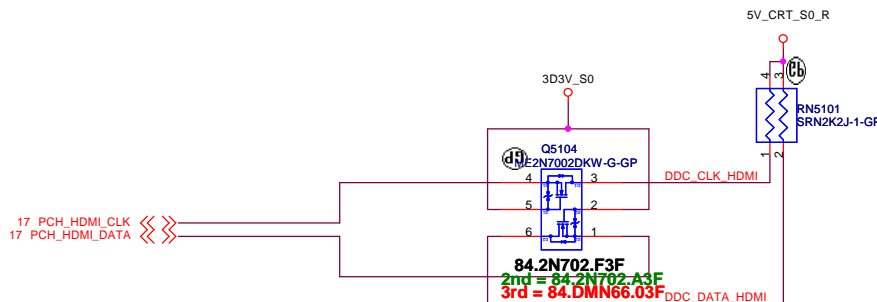 5V_CRT_S0_R
3D3V_S0
4 3
RN5101
SRN2K2J-1-GP
1 2
Q5104
ME2N7002DKW-G-GP
4 3 DDC_CLK_HDMI
5 2
17 PCH_HDMI_CLK
17 PCH_HDMI_DATA
6 1
84.2N702.F3F
2nd = 84.2N702.A3F
3rd = 84.DMN66.03F
DDC_DATA_HDMI